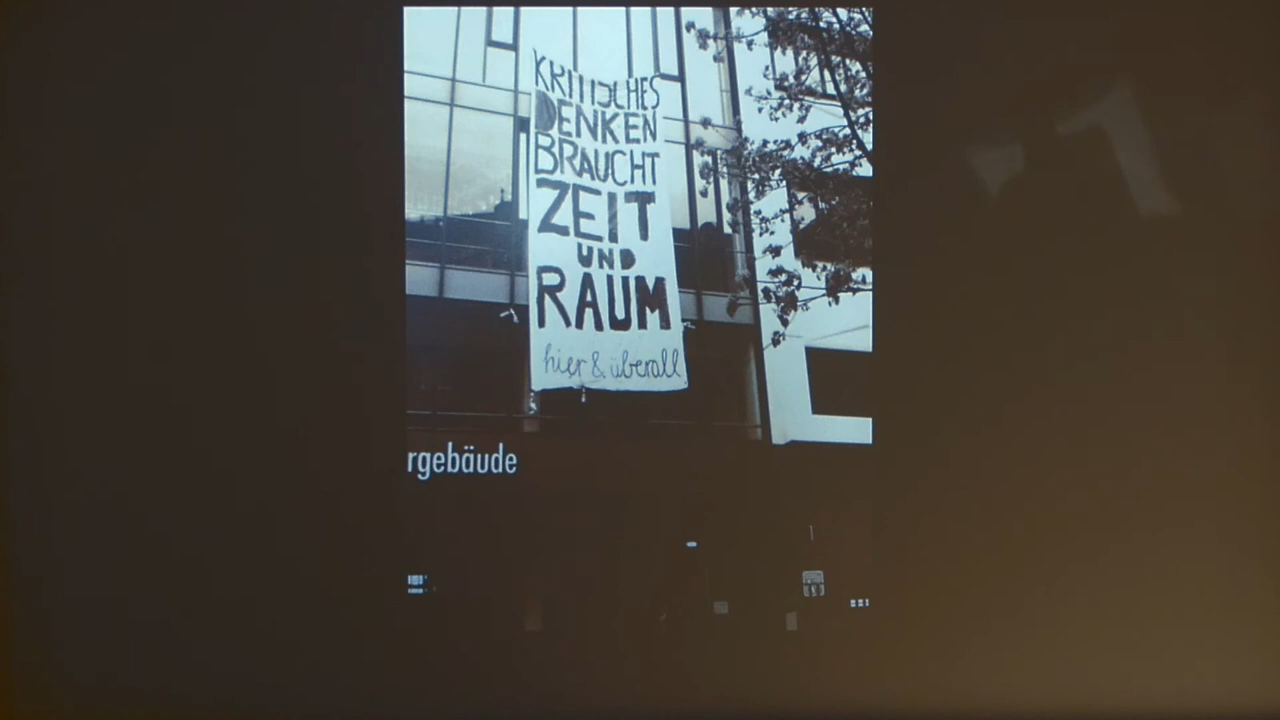 KRITISCHES
DENKEN
BRAUCHT
ZEIT
UND
RAUM
hier & überall
rgebäude